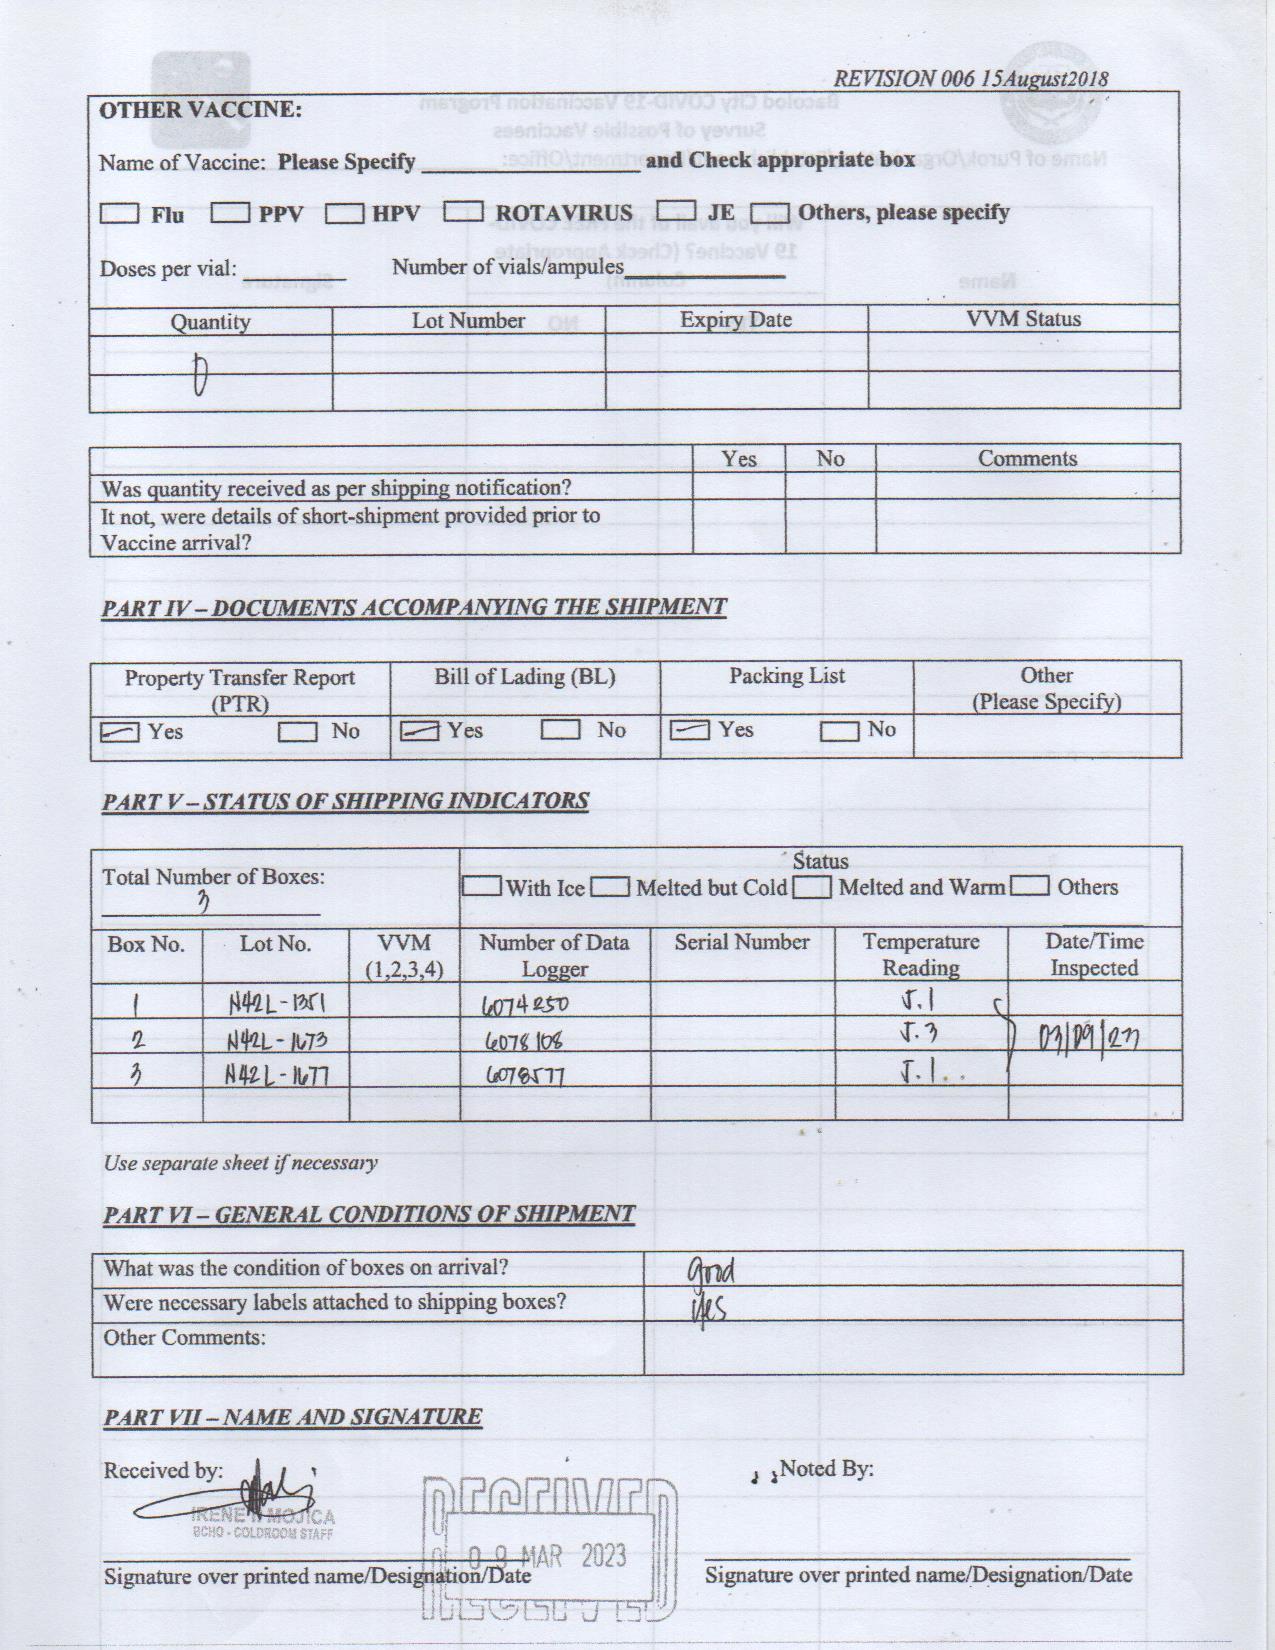 REVISION 006 15August2018
OTHER VACCINE:
Name of Vaccine: Please Specify ____________________ and Check appropriate box
Flu PPV HPV ROTAVIRUS JE Others, please specify
Doses per vial: __________ Number of vials/ampules_______________
Quantity Lot Number Expiry Date VVM Status
Yes No Comments
Was quantity received as per shipping notification?
It not, were details of short-shipment provided prior to
Vaccine arrival?
PART IV – DOCUMENTS ACCOMPANYING THE SHIPMENT
Property Transfer Report Bill of Lading (BL) Packing List Other
(PTR) (Please Specify)
Yes No Yes No Yes No
PART V – STATUS OF SHIPPING INDICATORS
Status
Total Number of Boxes: With Ice Melted but Cold Melted and Warm Others
3
Box No. Lot No. VVM Number of Data Serial Number Temperature Date/Time
(1,2,3,4) Logger Reading Inspected
1 N42L-1351 6074250 5.1
2 N42L-1673 6078108 5.3 03/09/23
3 N42L-1677 6078577 5.1
Use separate sheet if necessary
PART VI – GENERAL CONDITIONS OF SHIPMENT
What was the condition of boxes on arrival? Good
Were necessary labels attached to shipping boxes? Yes
Other Comments:
PART VII – NAME AND SIGNATURE
Received by: Noted By:
RECEIVED
IRENE MOJICA
BCHO - COLDROOM STAFF
09 MAR 2023
Signature over printed name/Designation/Date Signature over printed name/Designation/Date
RECEIVED